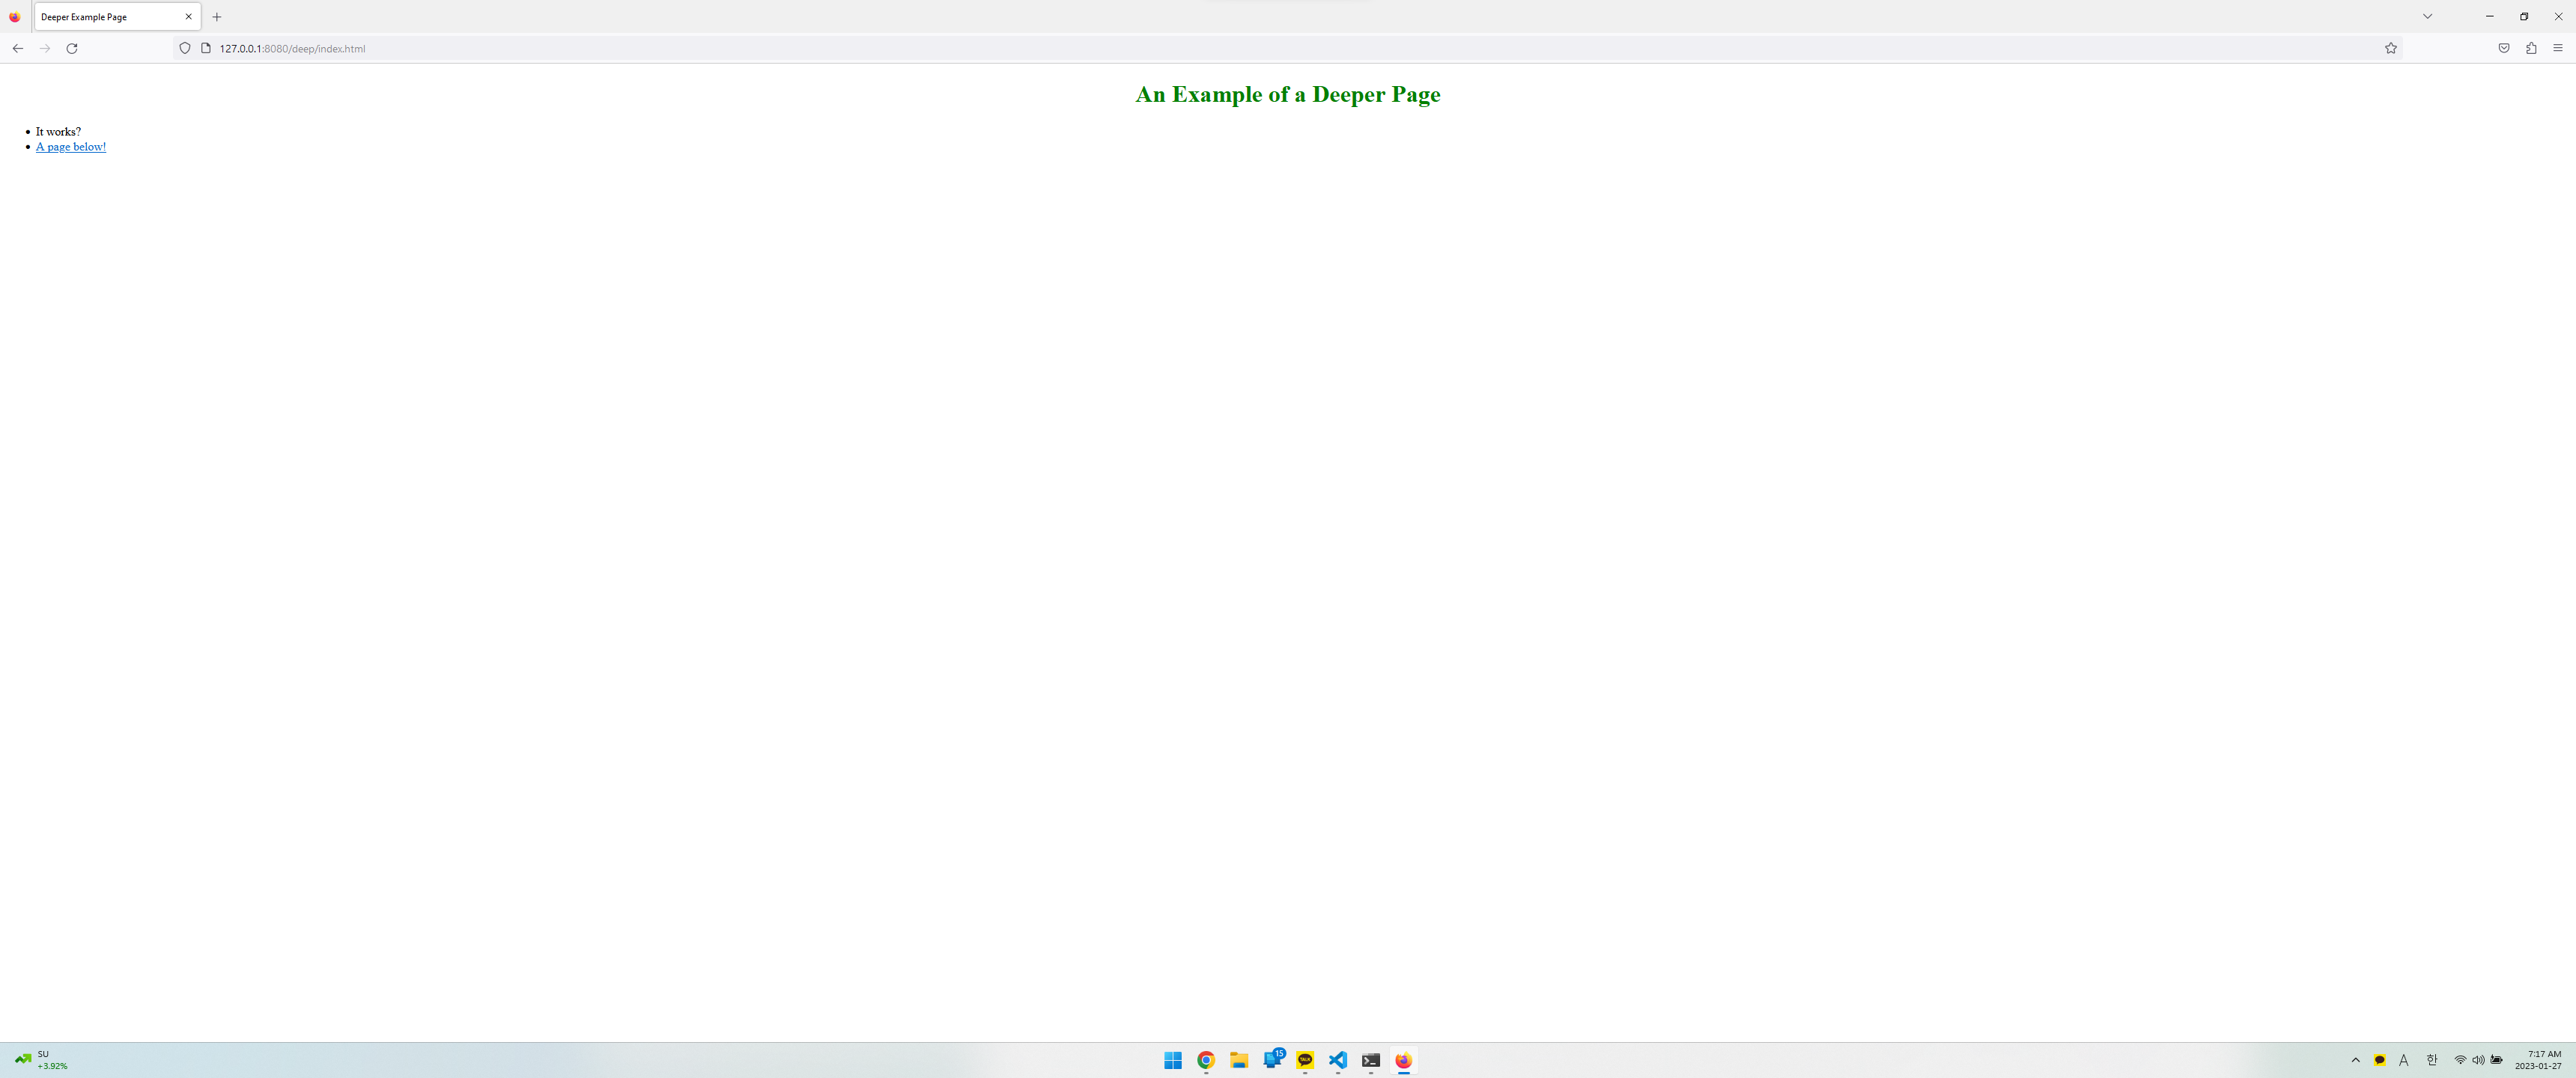 Deeper Example Page
127.0.0.1:8080/deep/index.html
An Example of a Deeper Page
It works?
A page below!
SU
+3.92%
15
TALK
A
한
7:17 AM
2023-01-27